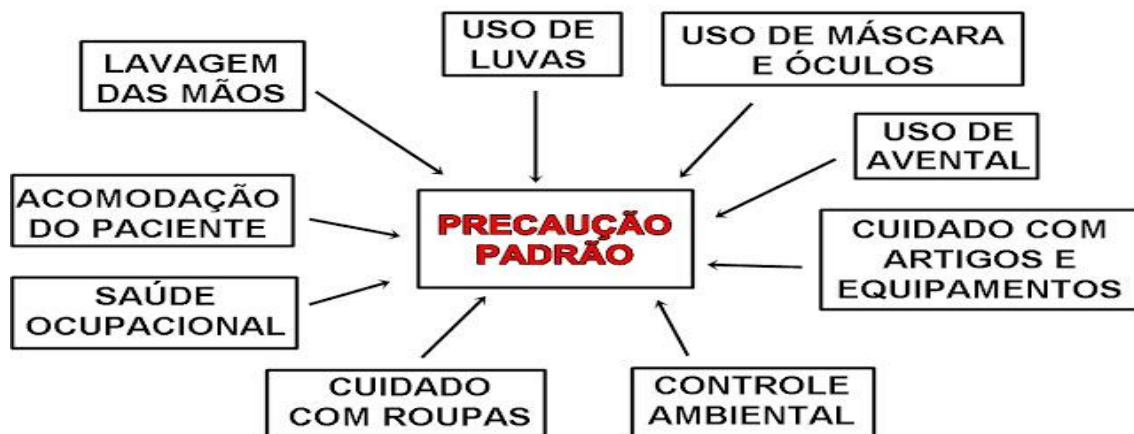 USO DE
LUVAS
USO DE MÁSCARA
E ÓCULOS
LAVAGEM
DAS MÃOS
USO DE
AVENTAL
ACOMODAÇÃO
DO PACIENTE
PRECAUÇÃO
PADRÃO
CUIDADO COM
ARTIGOS E
EQUIPAMENTOS
SAÚDE
OCUPACIONAL
CUIDADO
COM ROUPAS
CONTROLE
AMBIENTAL